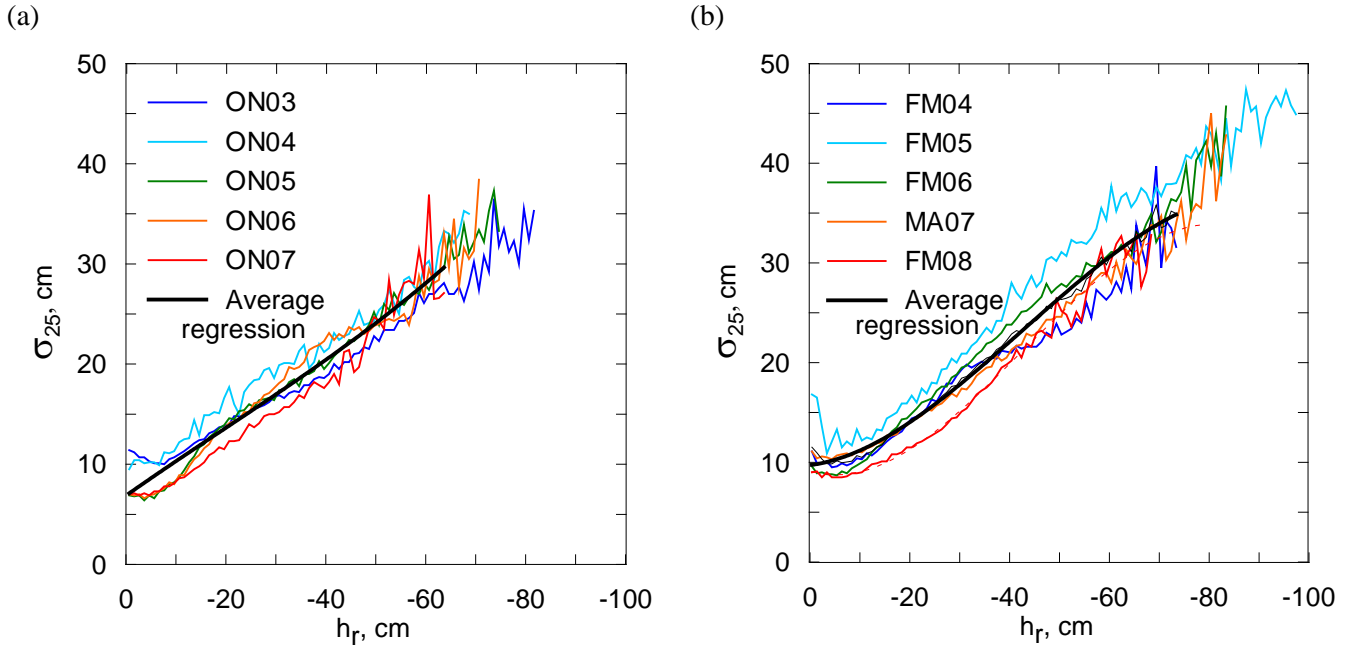 (a)
50
40
30
20
10
0
σ25, cm
ON03
ON04
ON05
ON06
ON07
Average
regression
0 -20 -40 -60 -80 -100
hr, cm
(b)
50
40
30
20
10
0
σ25, cm
FM04
FM05
FM06
MA07
FM08
Average
regression
0 -20 -40 -60 -80 -100
hr, cm